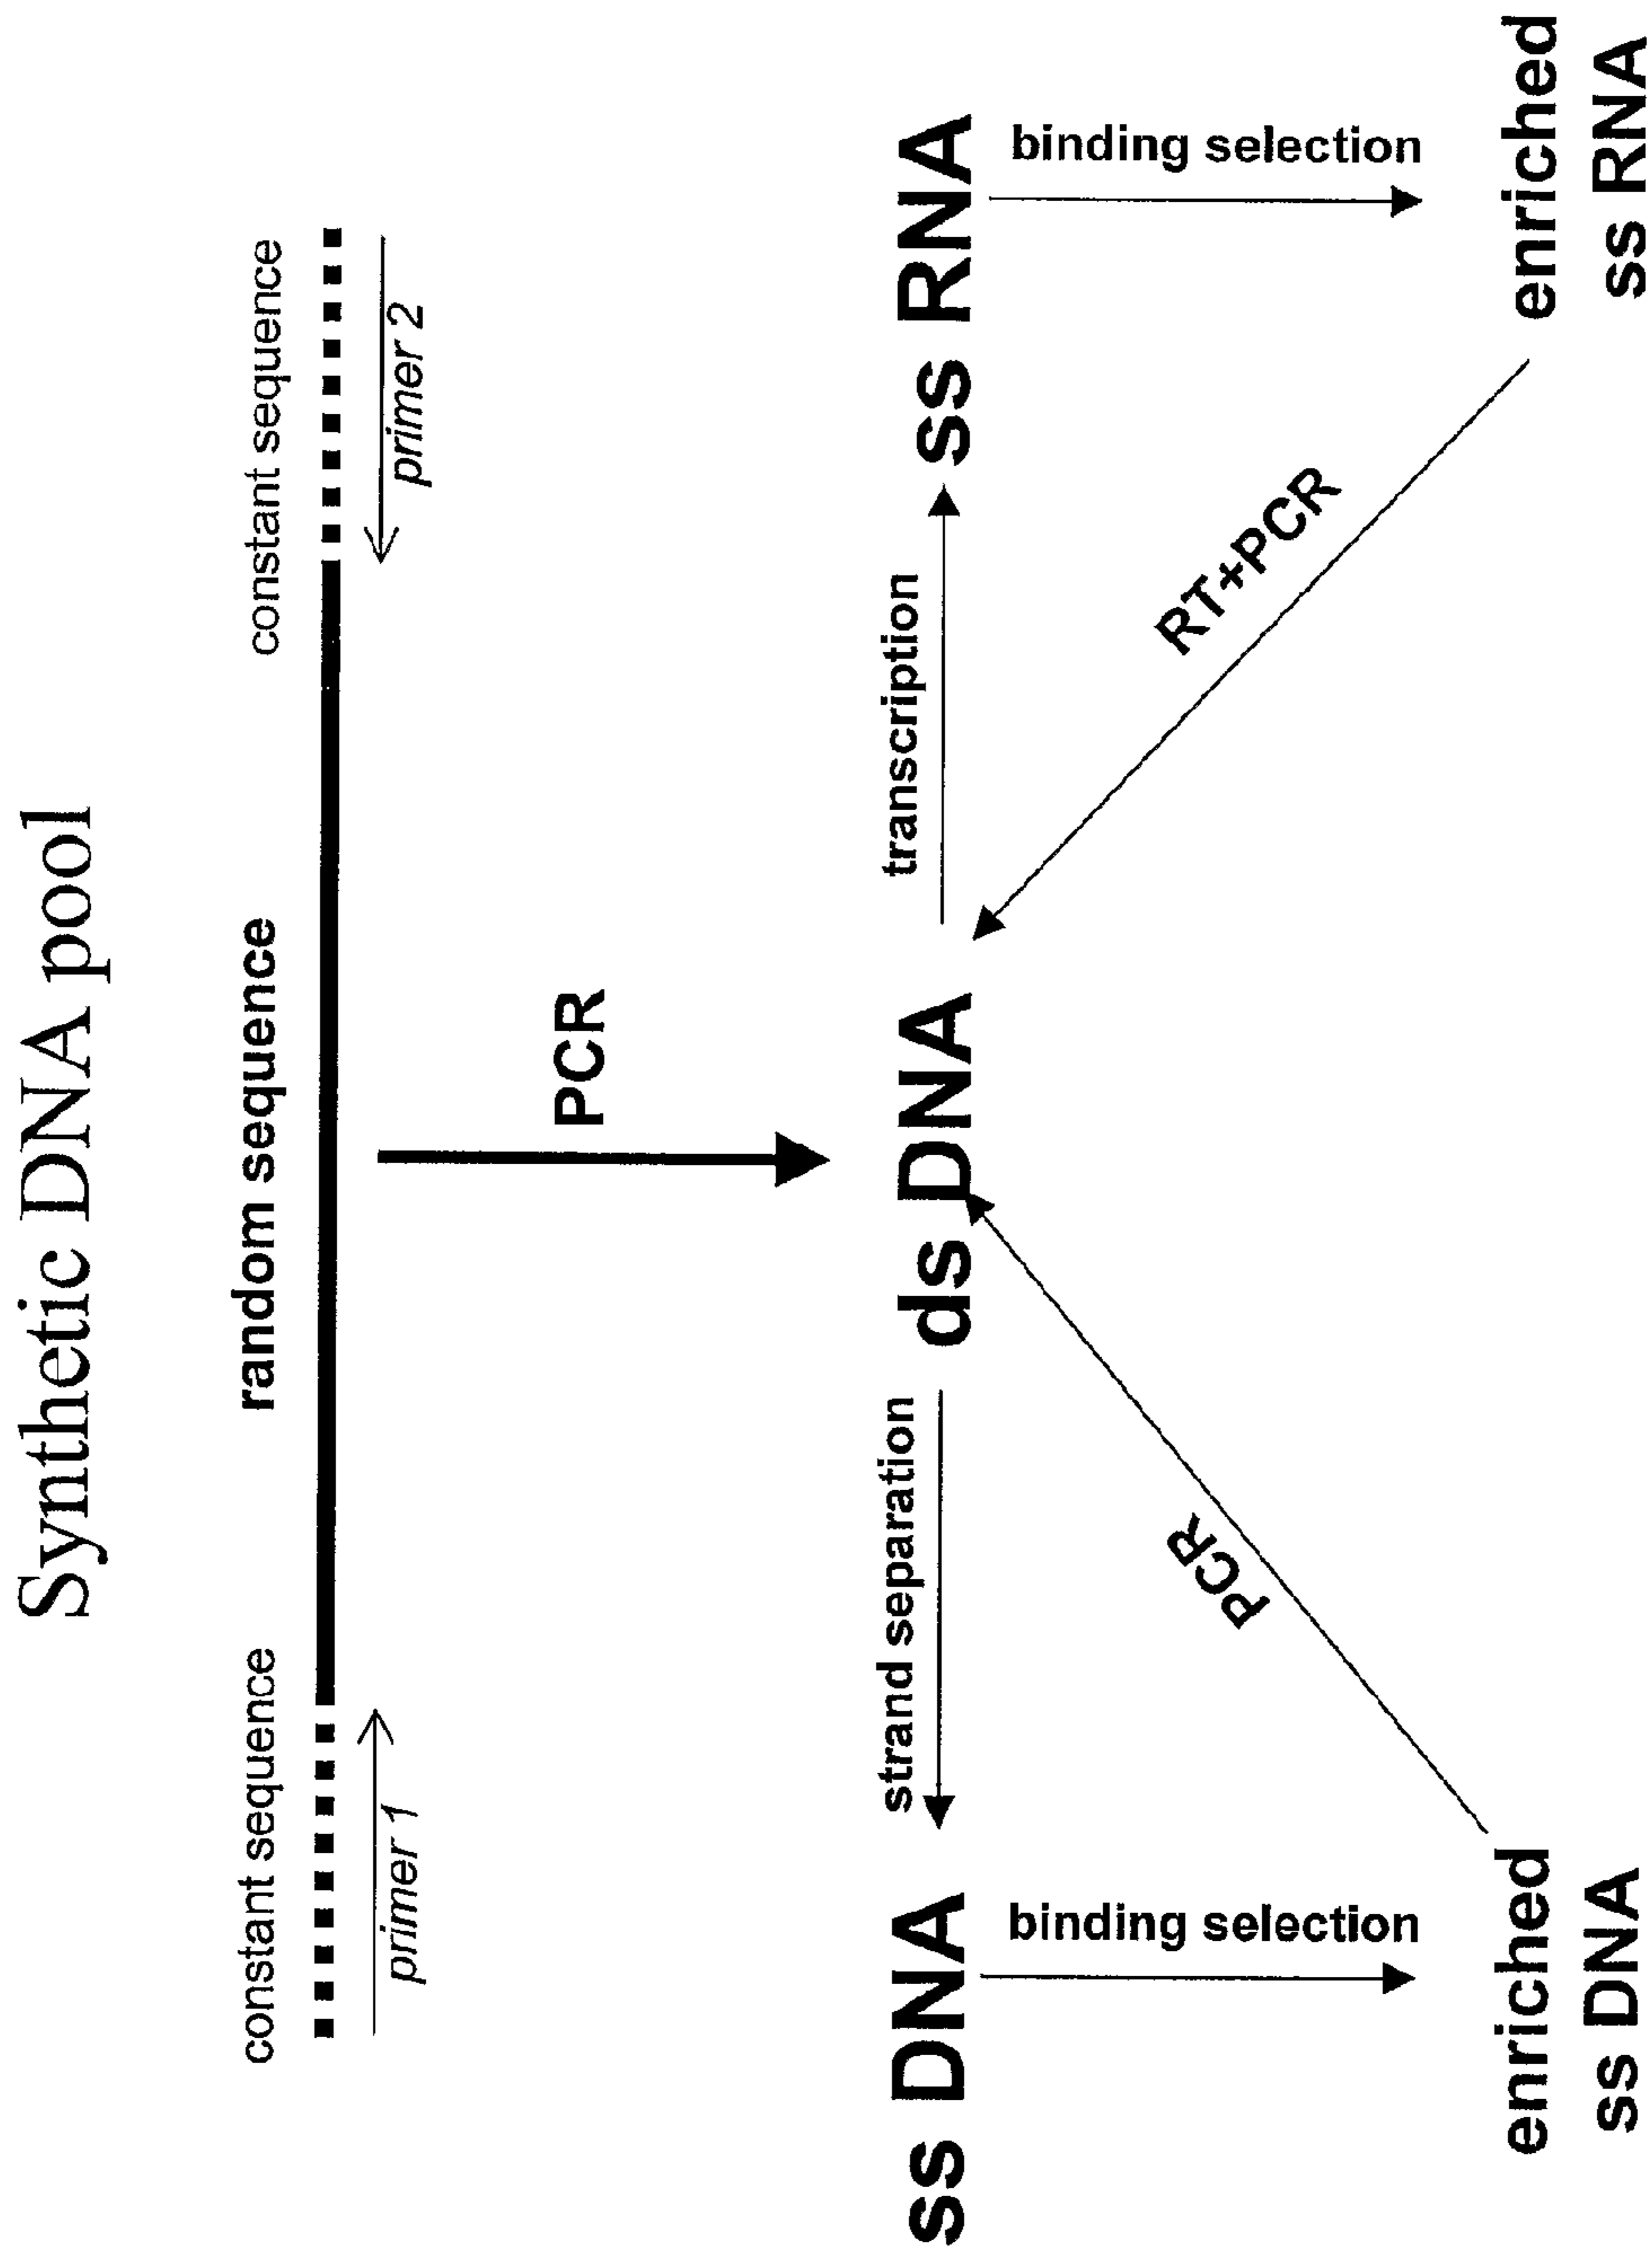 Synthetic DNA pool
constant sequence
random sequence
constant sequence
primer 1
primer 2
PCR
ss DNA
strand separation
ds DNA
transcription
ss RNA
binding selection
PCR
RT+PCR
binding selection
enriched
ss DNA
enriched
ss RNA